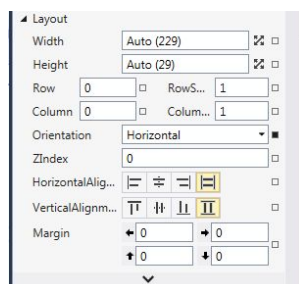 Layout
Width Auto (229)
Height Auto (29)
Row 0 RowS... 1
Column 0 Colum... 1
Orientation Horizontal
ZIndex 0
HorizontalAlig...
VerticalAlignm...
Margin 0 0
0 0